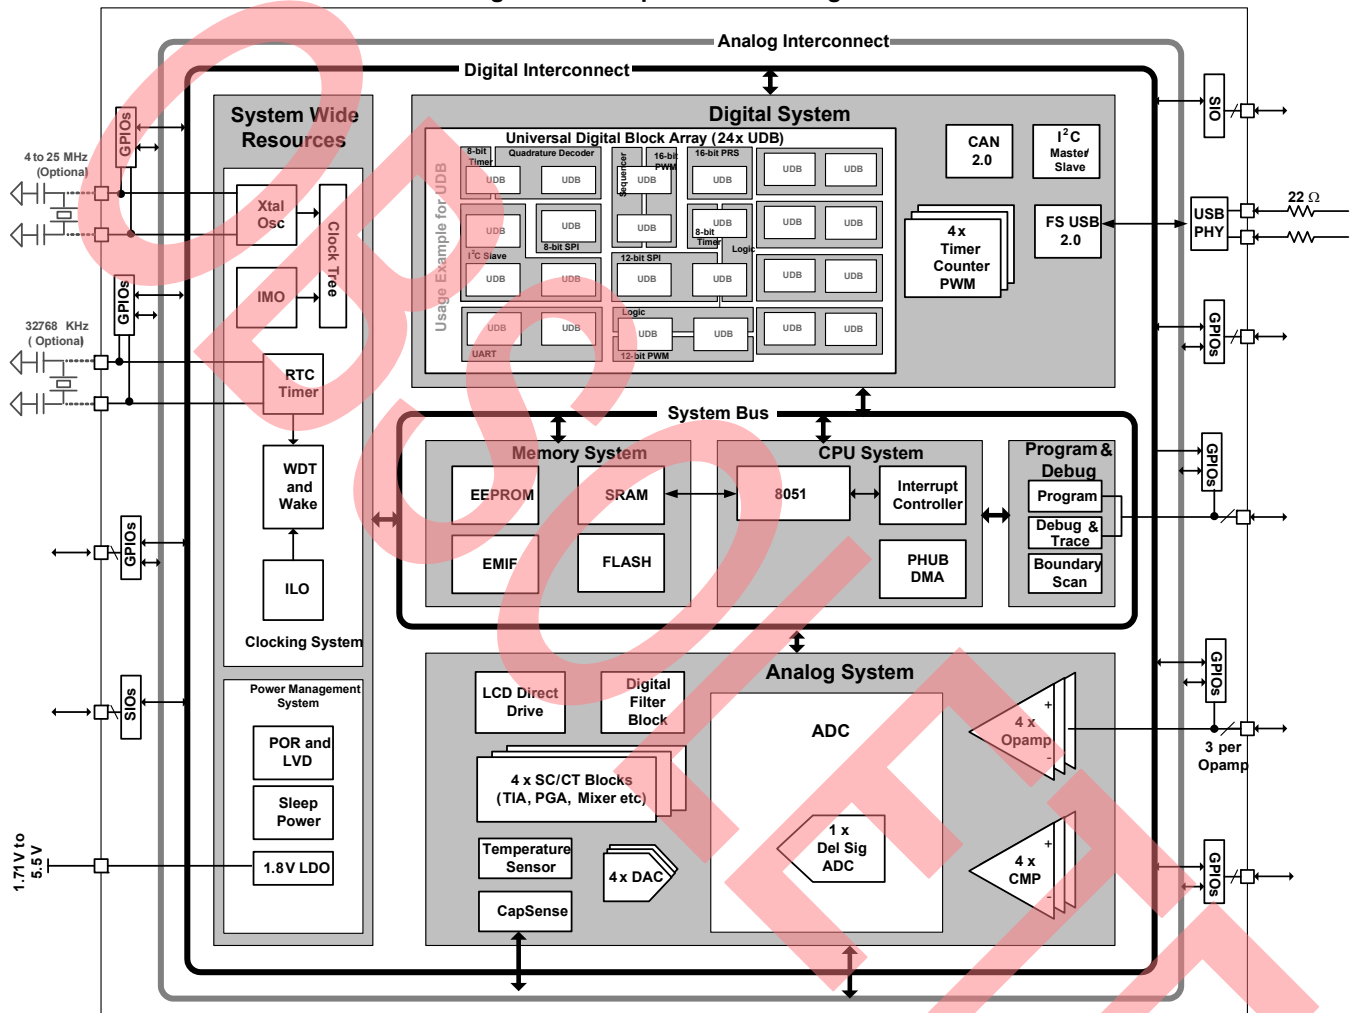 Analog Interconnect
Digital Interconnect
System Wide
Resources
Digital System
Universal Digital Block Array (24x UDB)
Usage Example for UDB
8-bit
Timer
Quadrature Decoder
Sequencer
16-bit
PWM
16-bit PRS
UDB
UDB
UDB
UDB
UDB
UDB
UDB
UDB
UDB
UDB
8-bit
Timer
Logic
UDB
UDB
8-bit SPI
I2C Slave
12-bit SPI
UDB
UDB
UDB
UDB
UDB
UDB
Logic
UDB
UDB
UDB
UDB
UDB
UDB
UART
12-bit PWM
CAN
2.0
I2C
Master/
Slave
4x
Timer
Counter
PWM
FS USB
2.0
SIO
USB
PHY
22 Ω
GPIOs
GPIOs
GPIOs
3 per
Opamp
GPIOs
GPIOs
4 to 25 MHz
(Optional)
GPIOs
32768 KHz
(Optional)
GPIOs
SIOs
1.71V to
5.5V
Xtal
Osc
Clock Tree
IMO
RTC
Timer
WDT
and
Wake
ILO
Clocking System
Power Management
System
POR and
LVD
Sleep
Power
1.8V LDO
System Bus
Memory System
EEPROM
SRAM
EMIF
FLASH
CPU System
8051
Interrupt
Controller
PHUB
DMA
Program &
Debug
Program
Debug &
Trace
Boundary
Scan
Analog System
LCD Direct
Drive
Digital
Filter
Block
4 x SC/CT Blocks
(TIA, PGA, Mixer etc)
Temperature
Sensor
4x DAC
CapSense
ADC
1 x
Del Sig
ADC
+
4 x
Opamp
-
+
4 x
CMP
-
OBSOLETE